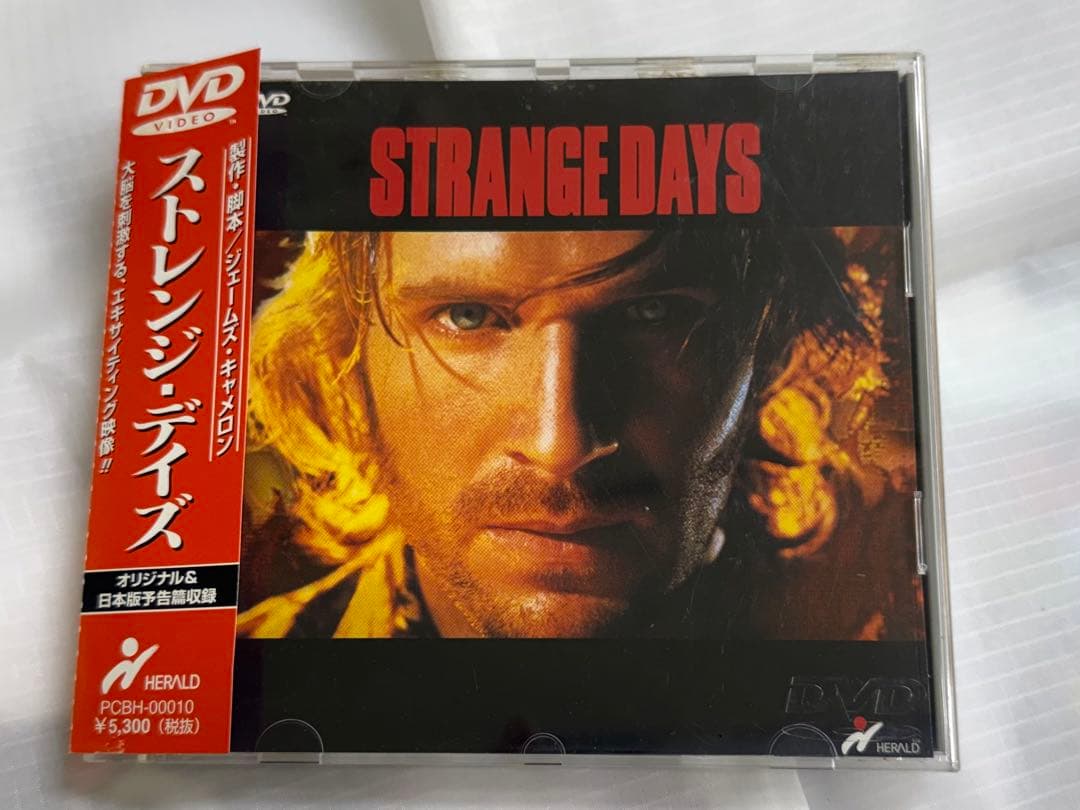 DVD
VIDEO
TM
ストレンジ・デイズ
製作・脚本/ジェームズ・キャメロン
大脳を刺激する、エキサイティング映像!!
オリジナル&
日本版予告篇収録
HERALD
PCBH-00010
¥5,300(税抜)
STRANGE DAYS
DVD
HERALD